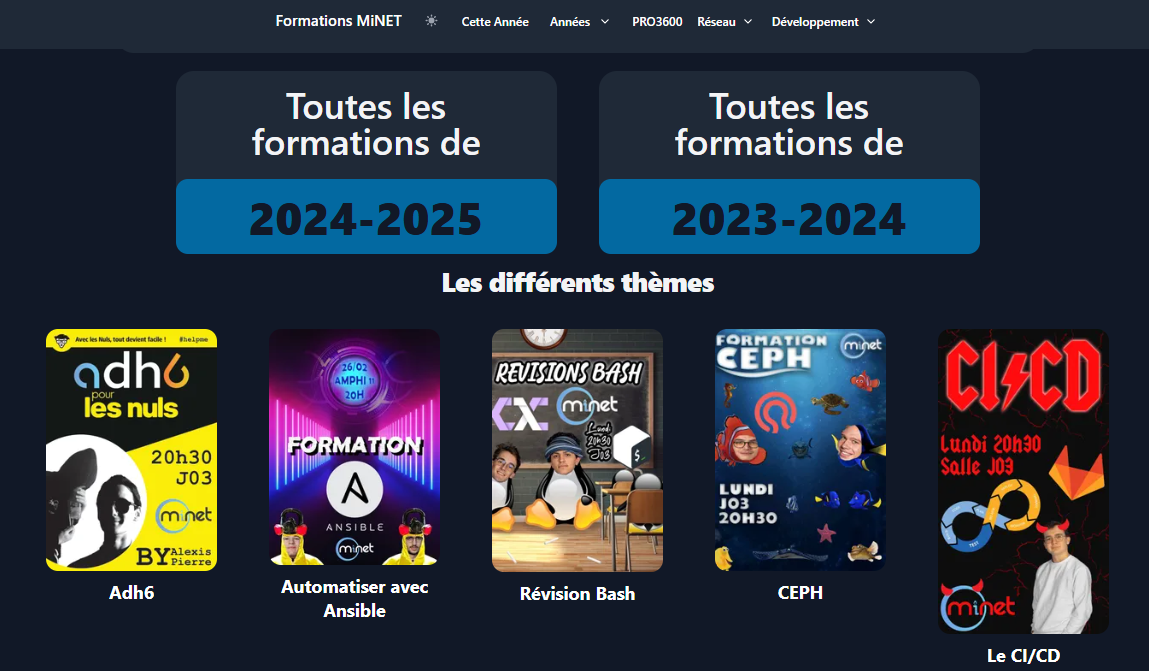 Formations MiNET
Cette Année
Années
PRO3600
Réseau
Développement
Toutes les
formations de
2024-2025
Toutes les
formations de
2023-2024
Les différents thèmes
Avec les Nuls, tout devient facile ! #helpme
adh6
pour
les nuls
20h30
J03
minet
BY Alexis
Pierre
Adh6
26/02
AMPHI 11
20H
FORMATION
ANSIBLE
minet
Automatiser avec
Ansible
REVISIONS BASH
CX minet
Lundi
20h30
J03
$
Révision Bash
FORMATION
CEPH
minet
LUNDI
J03
20H30
CEPH
CI/CD
Lundi 20h30
Salle J03
minet
Le CI/CD